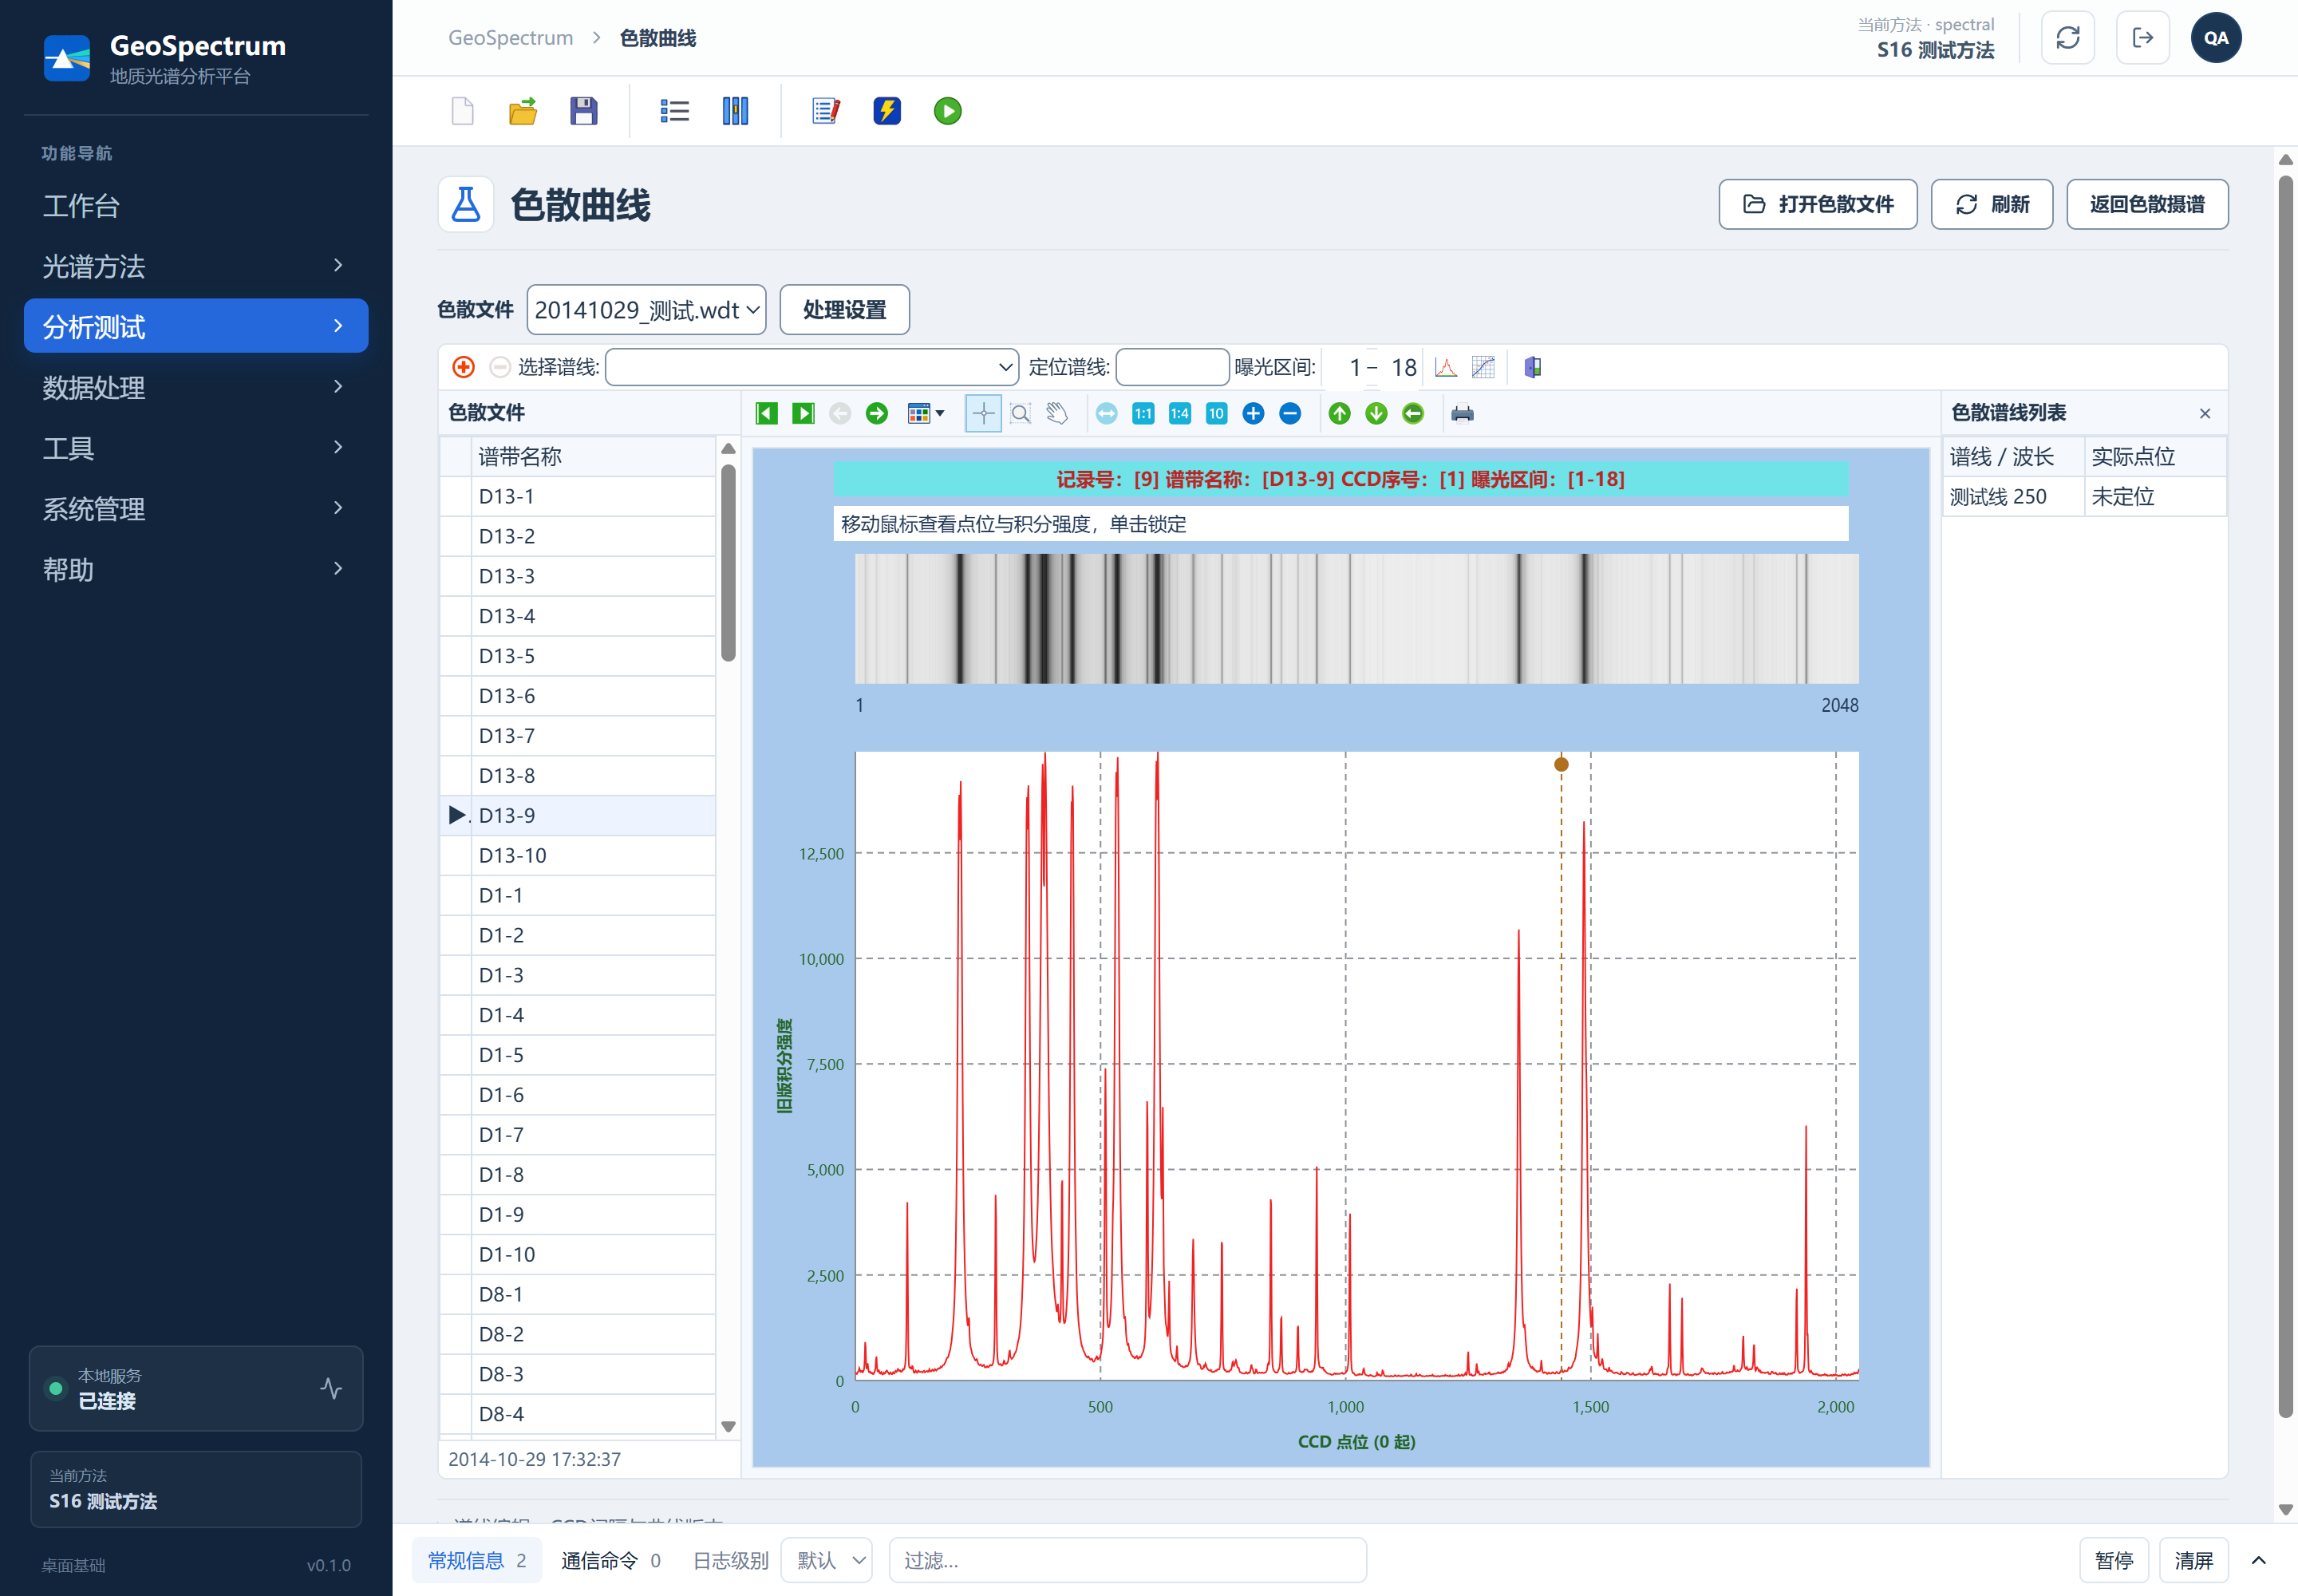 GeoSpectrum
地质光谱分析平台
功能导航
工作台
光谱方法
分析测试
数据处理
工具
系统管理
帮助
本地服务
已连接
当前方法
S16 测试方法
桌面基础 v0.1.0
GeoSpectrum > 色散曲线
当前方法 · spectral
S16 测试方法
QA
色散曲线
打开色散文件 刷新 返回色散摄谱
色散文件 20141029_测试.wdt 处理设置
选择谱线: 定位谱线: 曝光区间: 1 – 18
色散文件
谱带名称
D13-1
D13-2
D13-3
D13-4
D13-5
D13-6
D13-7
D13-8
D13-9
D13-10
D1-1
D1-2
D1-3
D1-4
D1-5
D1-6
D1-7
D1-8
D1-9
D1-10
D8-1
D8-2
D8-3
D8-4
2014-10-29 17:32:37
1:1 1:4 10
记录号：[9] 谱带名称：[D13-9] CCD序号：[1] 曝光区间：[1-18]
移动鼠标查看点位与积分强度，单击锁定
1 2048
旧版积分强度
12,500
10,000
7,500
5,000
2,500
0
0 500 1,000 1,500 2,000
CCD 点位 (0 起)
色散谱线列表 ×
谱线 / 波长 实际点位
测试线 250 未定位
常规信息 2 通信命令 0 日志级别 默认 过滤... 暂停 清屏